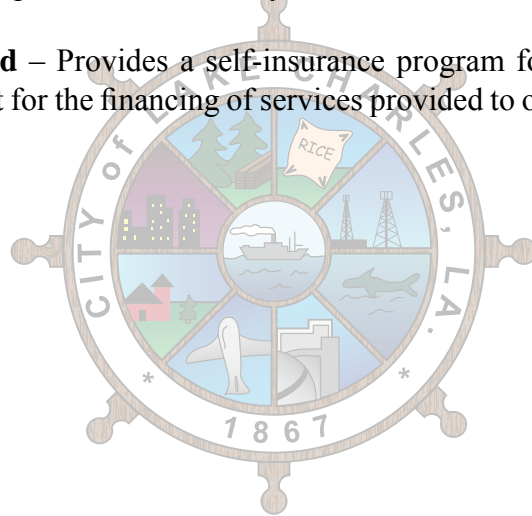 d – Provides a self-insurance program fo
t for the financing of services provided to o
CITY of LAKE CHARLES, LA.
RICE
* 1867 *